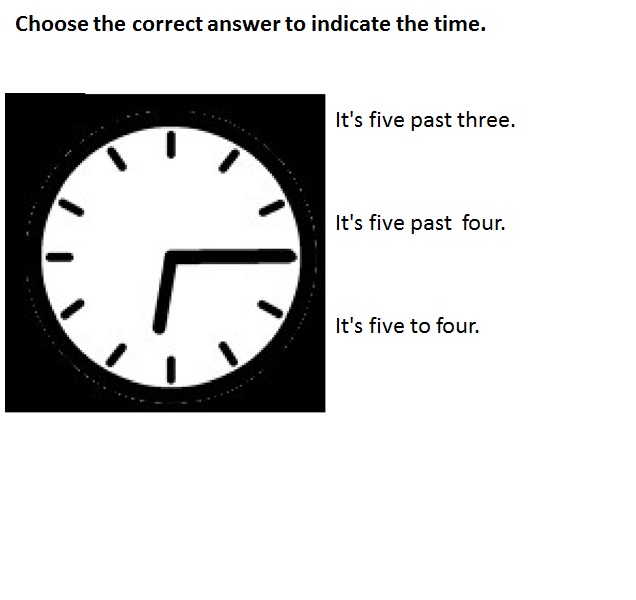 Choose the correct answer to indicate the time.
It's five past three.
It's five past four.
It's five to four.